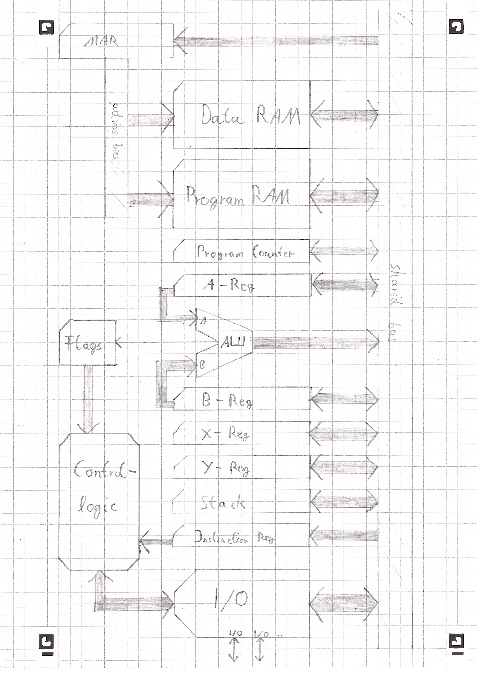 MAR
Data RAM
adress bus
Program RAM
Program Counter
A-Reg
shared bus
A
ALU
Flags
B
B-Reg
X-Reg
Control-
logic
Y-Reg
Stack
Instruction Reg
I/O
I/O I/O ...